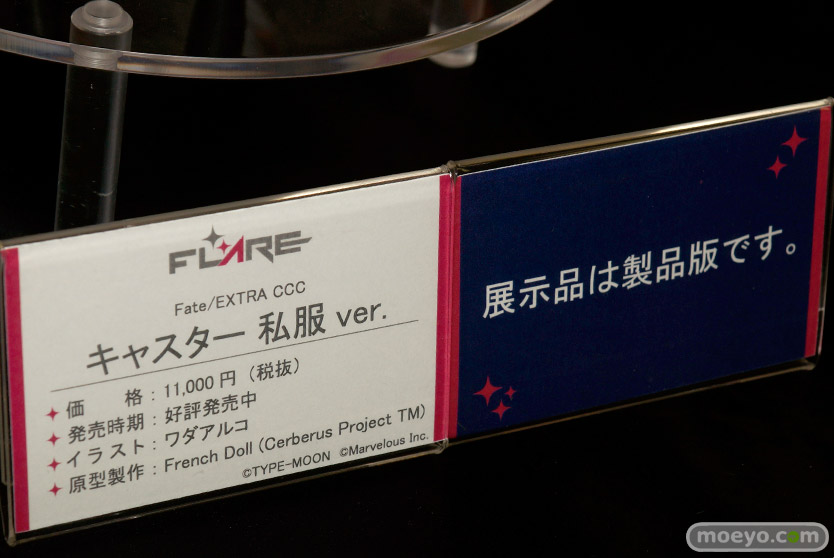 FLARE
Fate/EXTRA CCC
キャスター 私服 ver.
価　　格：11,000円（税抜）
発売時期：好評発売中
イラスト：ワダアルコ
原型製作：French Doll (Cerberus Project TM)
©TYPE-MOON ©Marvelous Inc.
展示品は製品版です。
moeyo.com